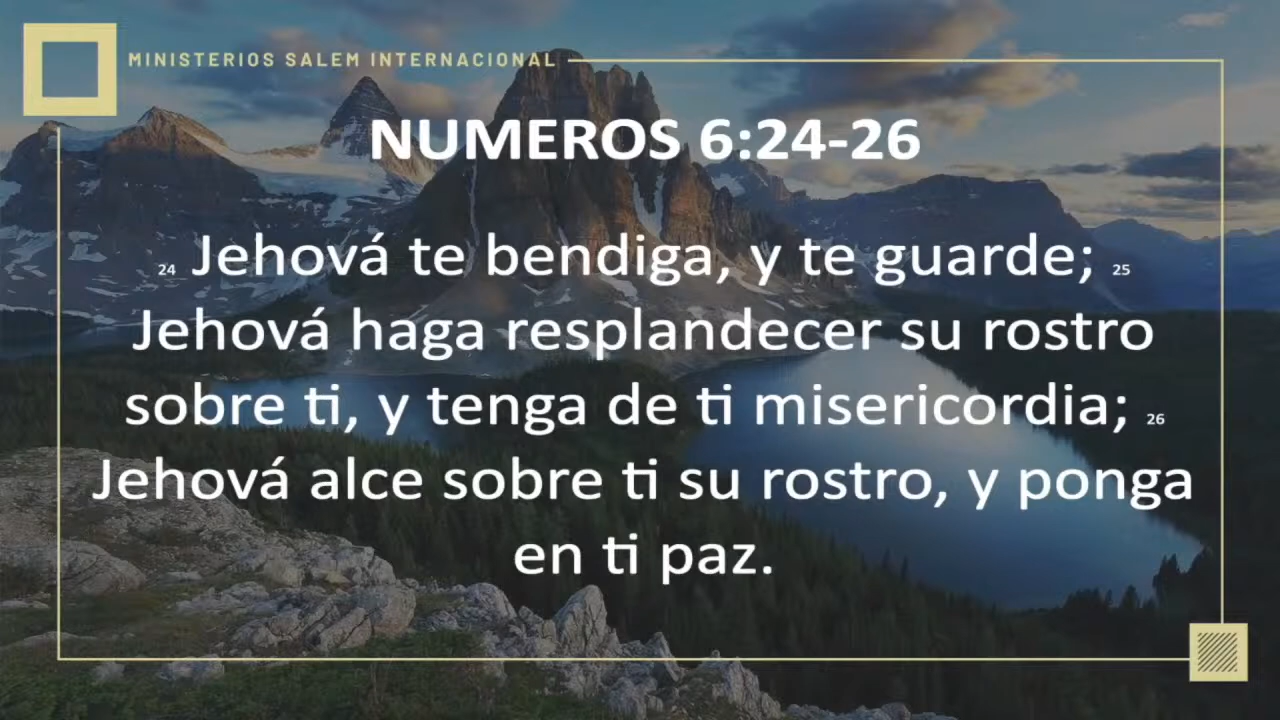 MINISTERIOS SALEM INTERNACIONAL
NUMEROS 6:24-26
24 Jehová te bendiga, y te guarde; 25
Jehová haga resplandecer su rostro
sobre ti, y tenga de ti misericordia; 26
Jehová alce sobre ti su rostro, y ponga
en ti paz.